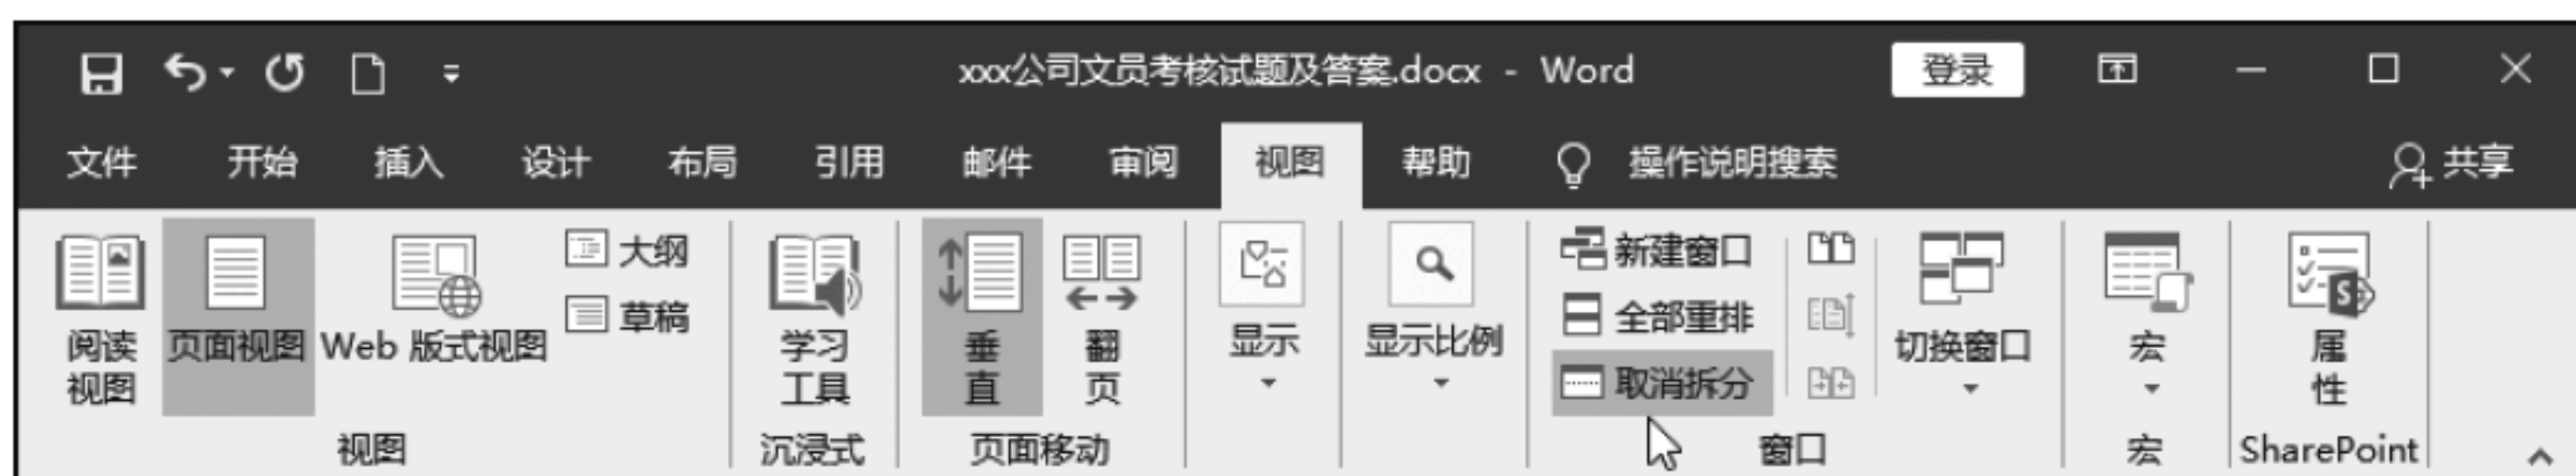 xxx公司文员考核试题及答案.docx - Word
登录
文件 开始 插入 设计 布局 引用 邮件 审阅 视图 帮助 操作说明搜索 共享
阅读视图
页面视图
Web 版式视图
大纲
草稿
视图
学习工具
沉浸式
垂直
翻页
页面移动
显示
显示比例
新建窗口
全部重排
取消拆分
切换窗口
窗口
宏
宏
属性
SharePoint